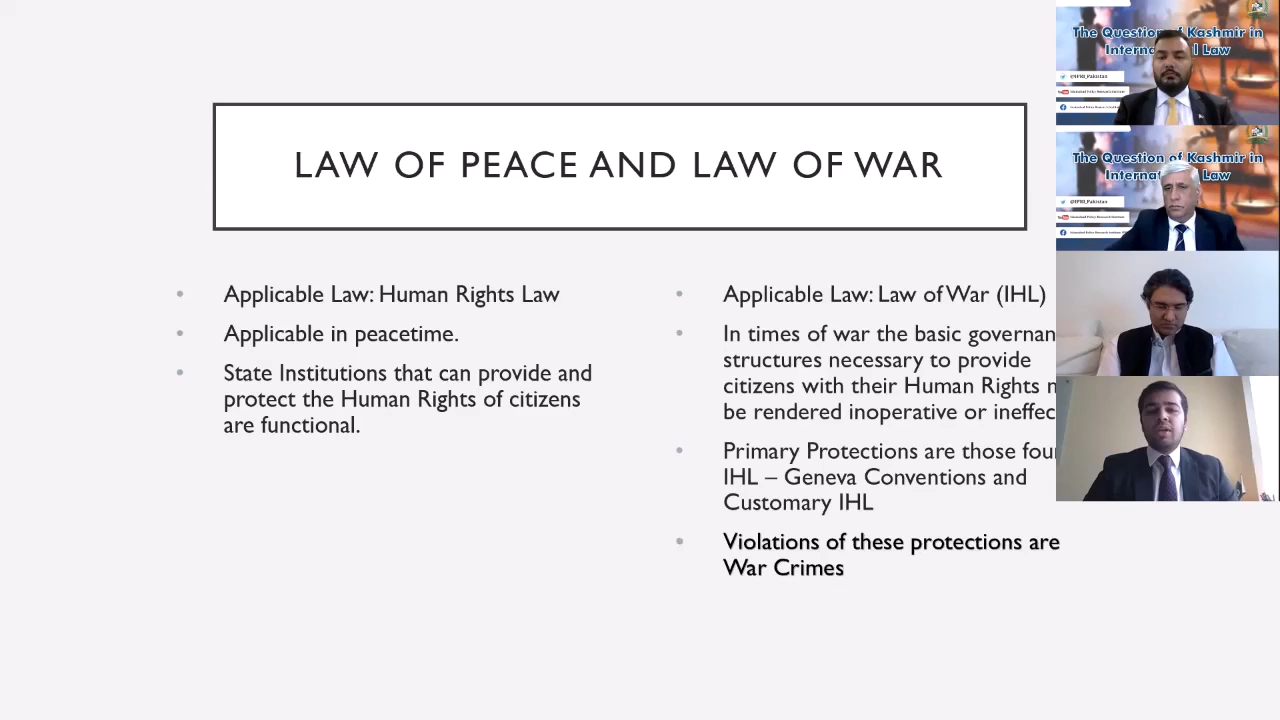 LAW OF PEACE AND LAW OF WAR
Applicable Law: Human Rights Law
Applicable in peacetime.
State Institutions that can provide and
protect the Human Rights of citizens
are functional.
Applicable Law: Law of War (IHL)
In times of war the basic
structures necessary to provide
citizens with their Human Rights
be rendered inoperative or
Primary Protections are those
IHL – Geneva Conventions and
Customary IHL
Violations of these protections are
War Crimes
The Question of Kashmir in
Law
@IPRI_Pakistan
The Question of Kashmir in
Law
@IPRI_Pakistan